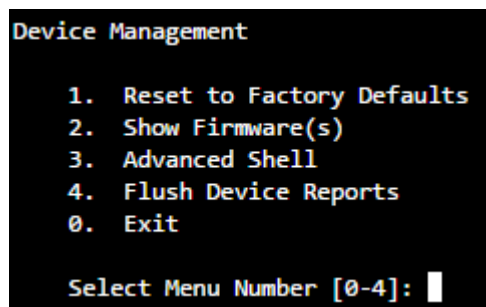 Device Management
1. Reset to Factory Defaults
2. Show Firmware(s)
3. Advanced Shell
4. Flush Device Reports
0. Exit
Select Menu Number [0-4]: